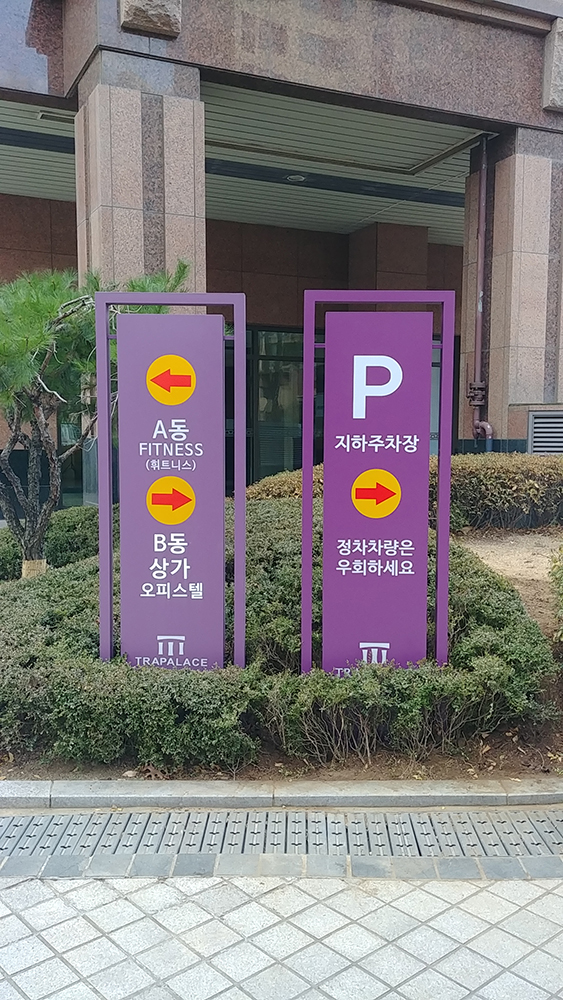 A동
FITNESS
(휘트니스)
B동
상가
오피스텔
TRAPALACE
P
지하주차장
정차차량은
우회하세요